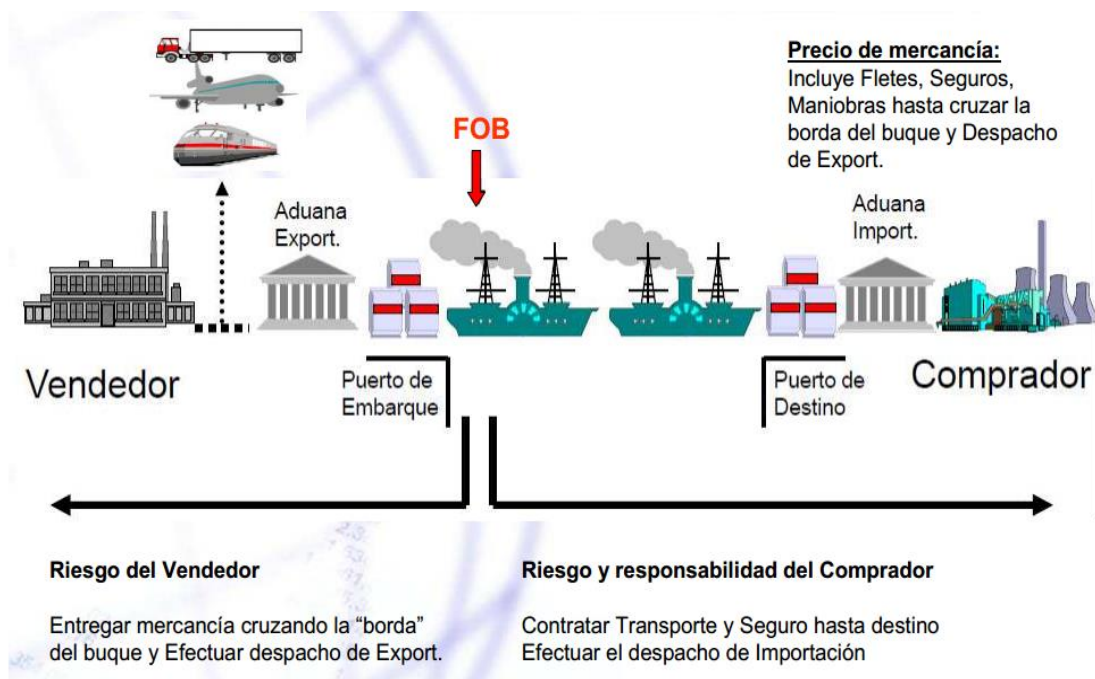 Precio de mercancía:
Incluye Fletes, Seguros,
Maniobras hasta cruzar la
borda del buque y Despacho
de Export.
FOB
Aduana
Export.
Aduana
Import.
Vendedor
Puerto de
Embarque
Puerto de
Destino
Comprador
Riesgo del Vendedor
Entregar mercancía cruzando la “borda”
del buque y Efectuar despacho de Export.
Riesgo y responsabilidad del Comprador
Contratar Transporte y Seguro hasta destino
Efectuar el despacho de Importación